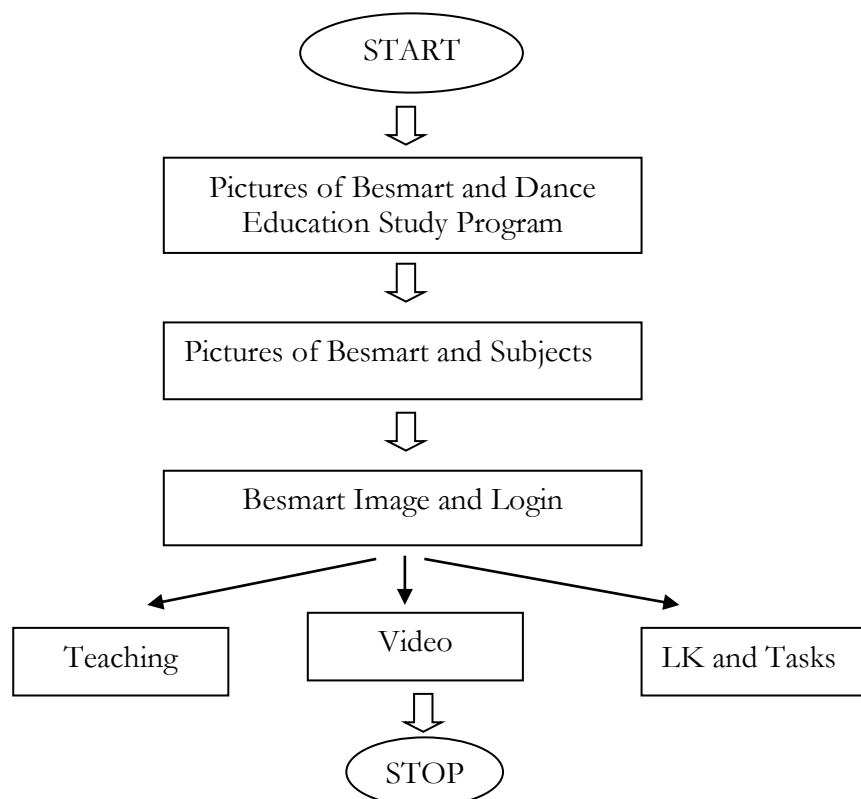 START
Pictures of Besmart and Dance
Education Study Program
Pictures of Besmart and Subjects
Besmart Image and Login
Teaching
Video
LK and Tasks
STOP